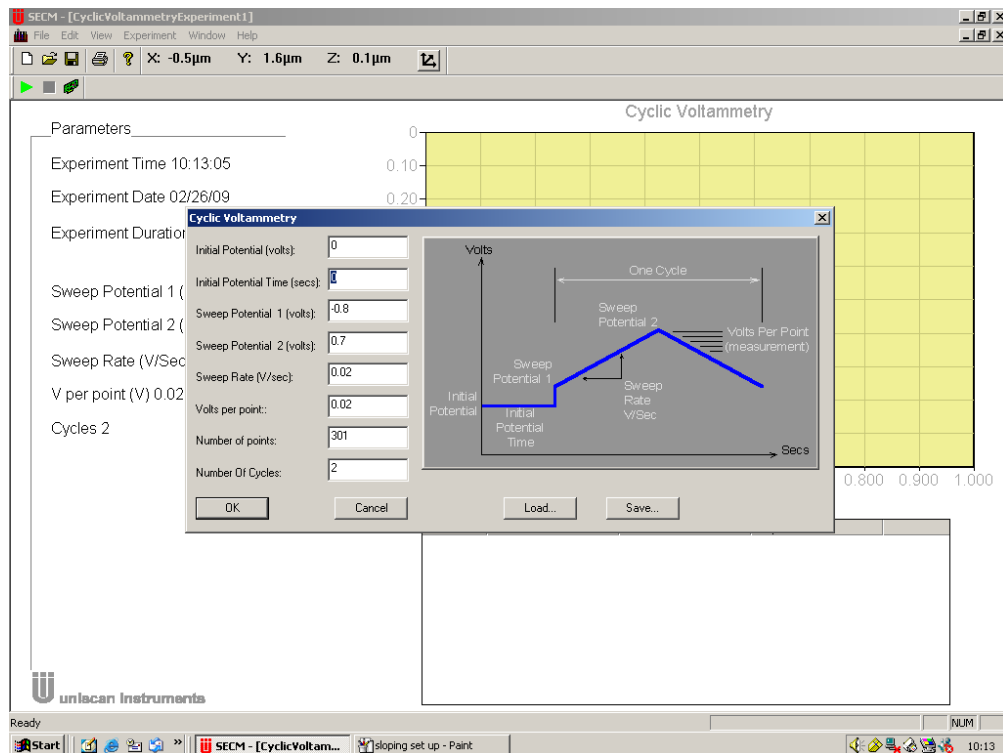 SECM - [CyclicVoltammetryExperiment1]
File Edit View Experiment Window Help
X: -0.5µm Y: 1.6µm Z: 0.1µm
Cyclic Voltammetry
Parameters
Experiment Time 10:13:05
Experiment Date 02/26/09
Experiment Duration
Sweep Potential 1 (
Sweep Potential 2 (
Sweep Rate (V/Sec
V per point (V) 0.02
Cycles 2
0
0.10
0.20
0.800 0.900 1.000
Cyclic Voltammetry
Initial Potential (volts): 0
Initial Potential Time (secs): 0
Sweep Potential 1 (volts): -0.8
Sweep Potential 2 (volts): 0.7
Sweep Rate (V/sec): 0.02
Volts per point:: 0.02
Number of points: 301
Number Of Cycles: 2
OK Cancel Load... Save...
Volts
One Cycle
Sweep
Potential 2
Volts Per Point
(measurement)
Sweep
Potential 1
Sweep
Rate
V/Sec
Initial
Potential
Initial
Potential
Time
Secs
uniscan instruments
Ready NUM
Start » SECM - [CyclicVoltam... sloping set up - Paint 10:13